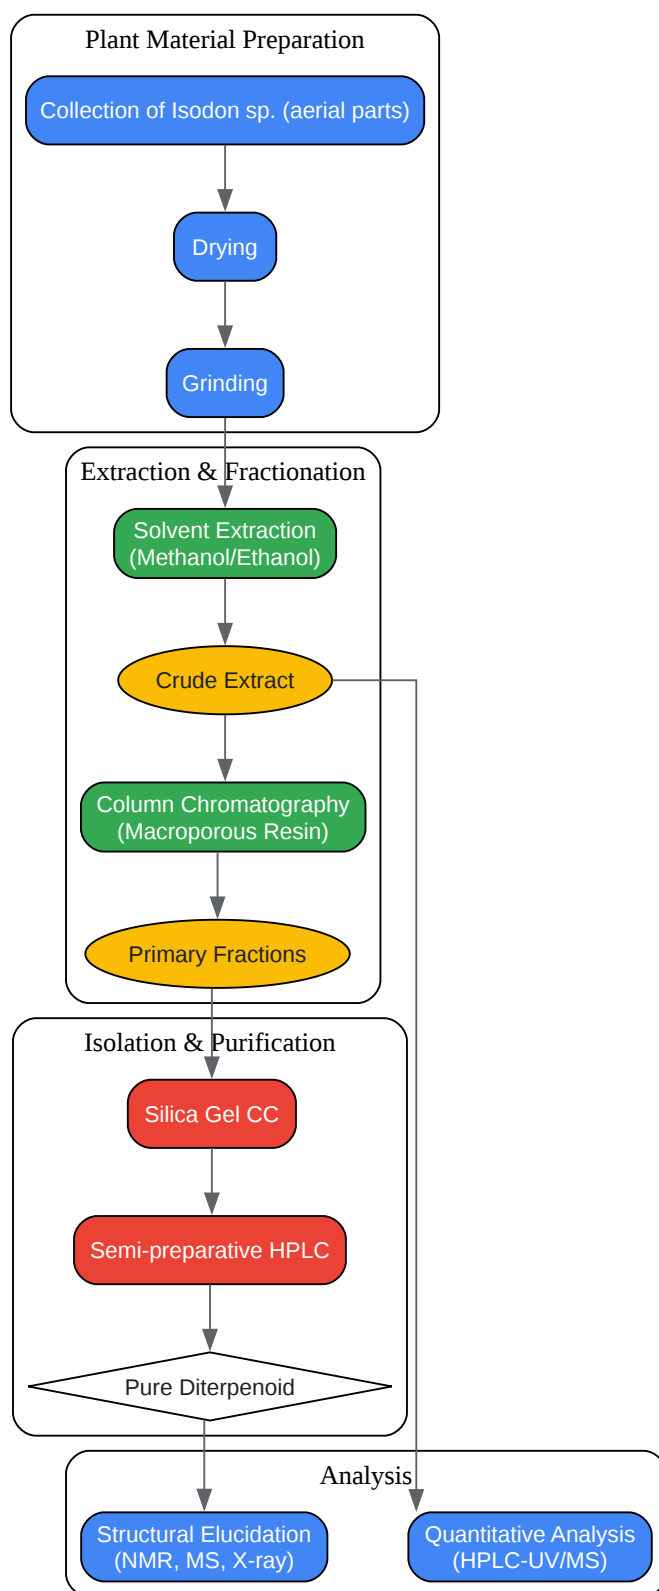 Plant Material Preparation
Collection of Isodon sp. (aerial parts)
Drying
Grinding
Extraction & Fractionation
Solvent Extraction
(Methanol/Ethanol)
Crude Extract
Column Chromatography
(Macroporous Resin)
Primary Fractions
Isolation & Purification
Silica Gel CC
Semi-preparative HPLC
Pure Diterpenoid
Analysis
Structural Elucidation
(NMR, MS, X-ray)
Quantitative Analysis
(HPLC-UV/MS)